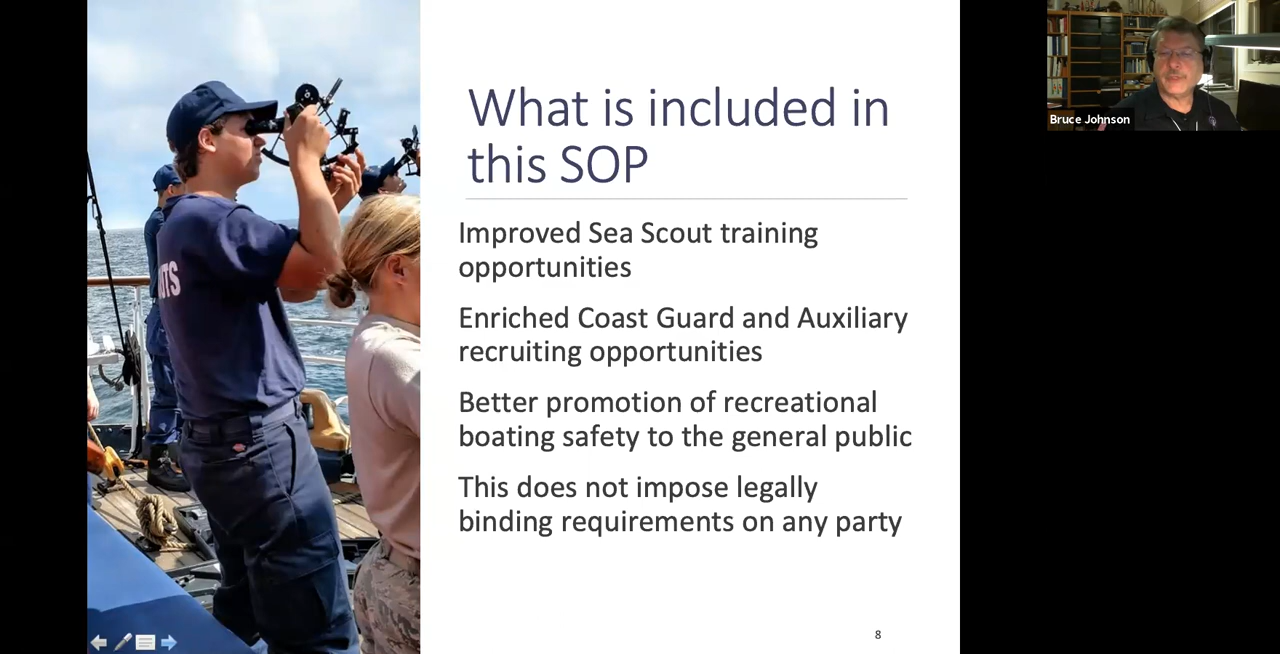 What is included in
this SOP
Improved Sea Scout training
opportunities
Enriched Coast Guard and Auxiliary
recruiting opportunities
Better promotion of recreational
boating safety to the general public
This does not impose legally
binding requirements on any party
8
Bruce Johnson